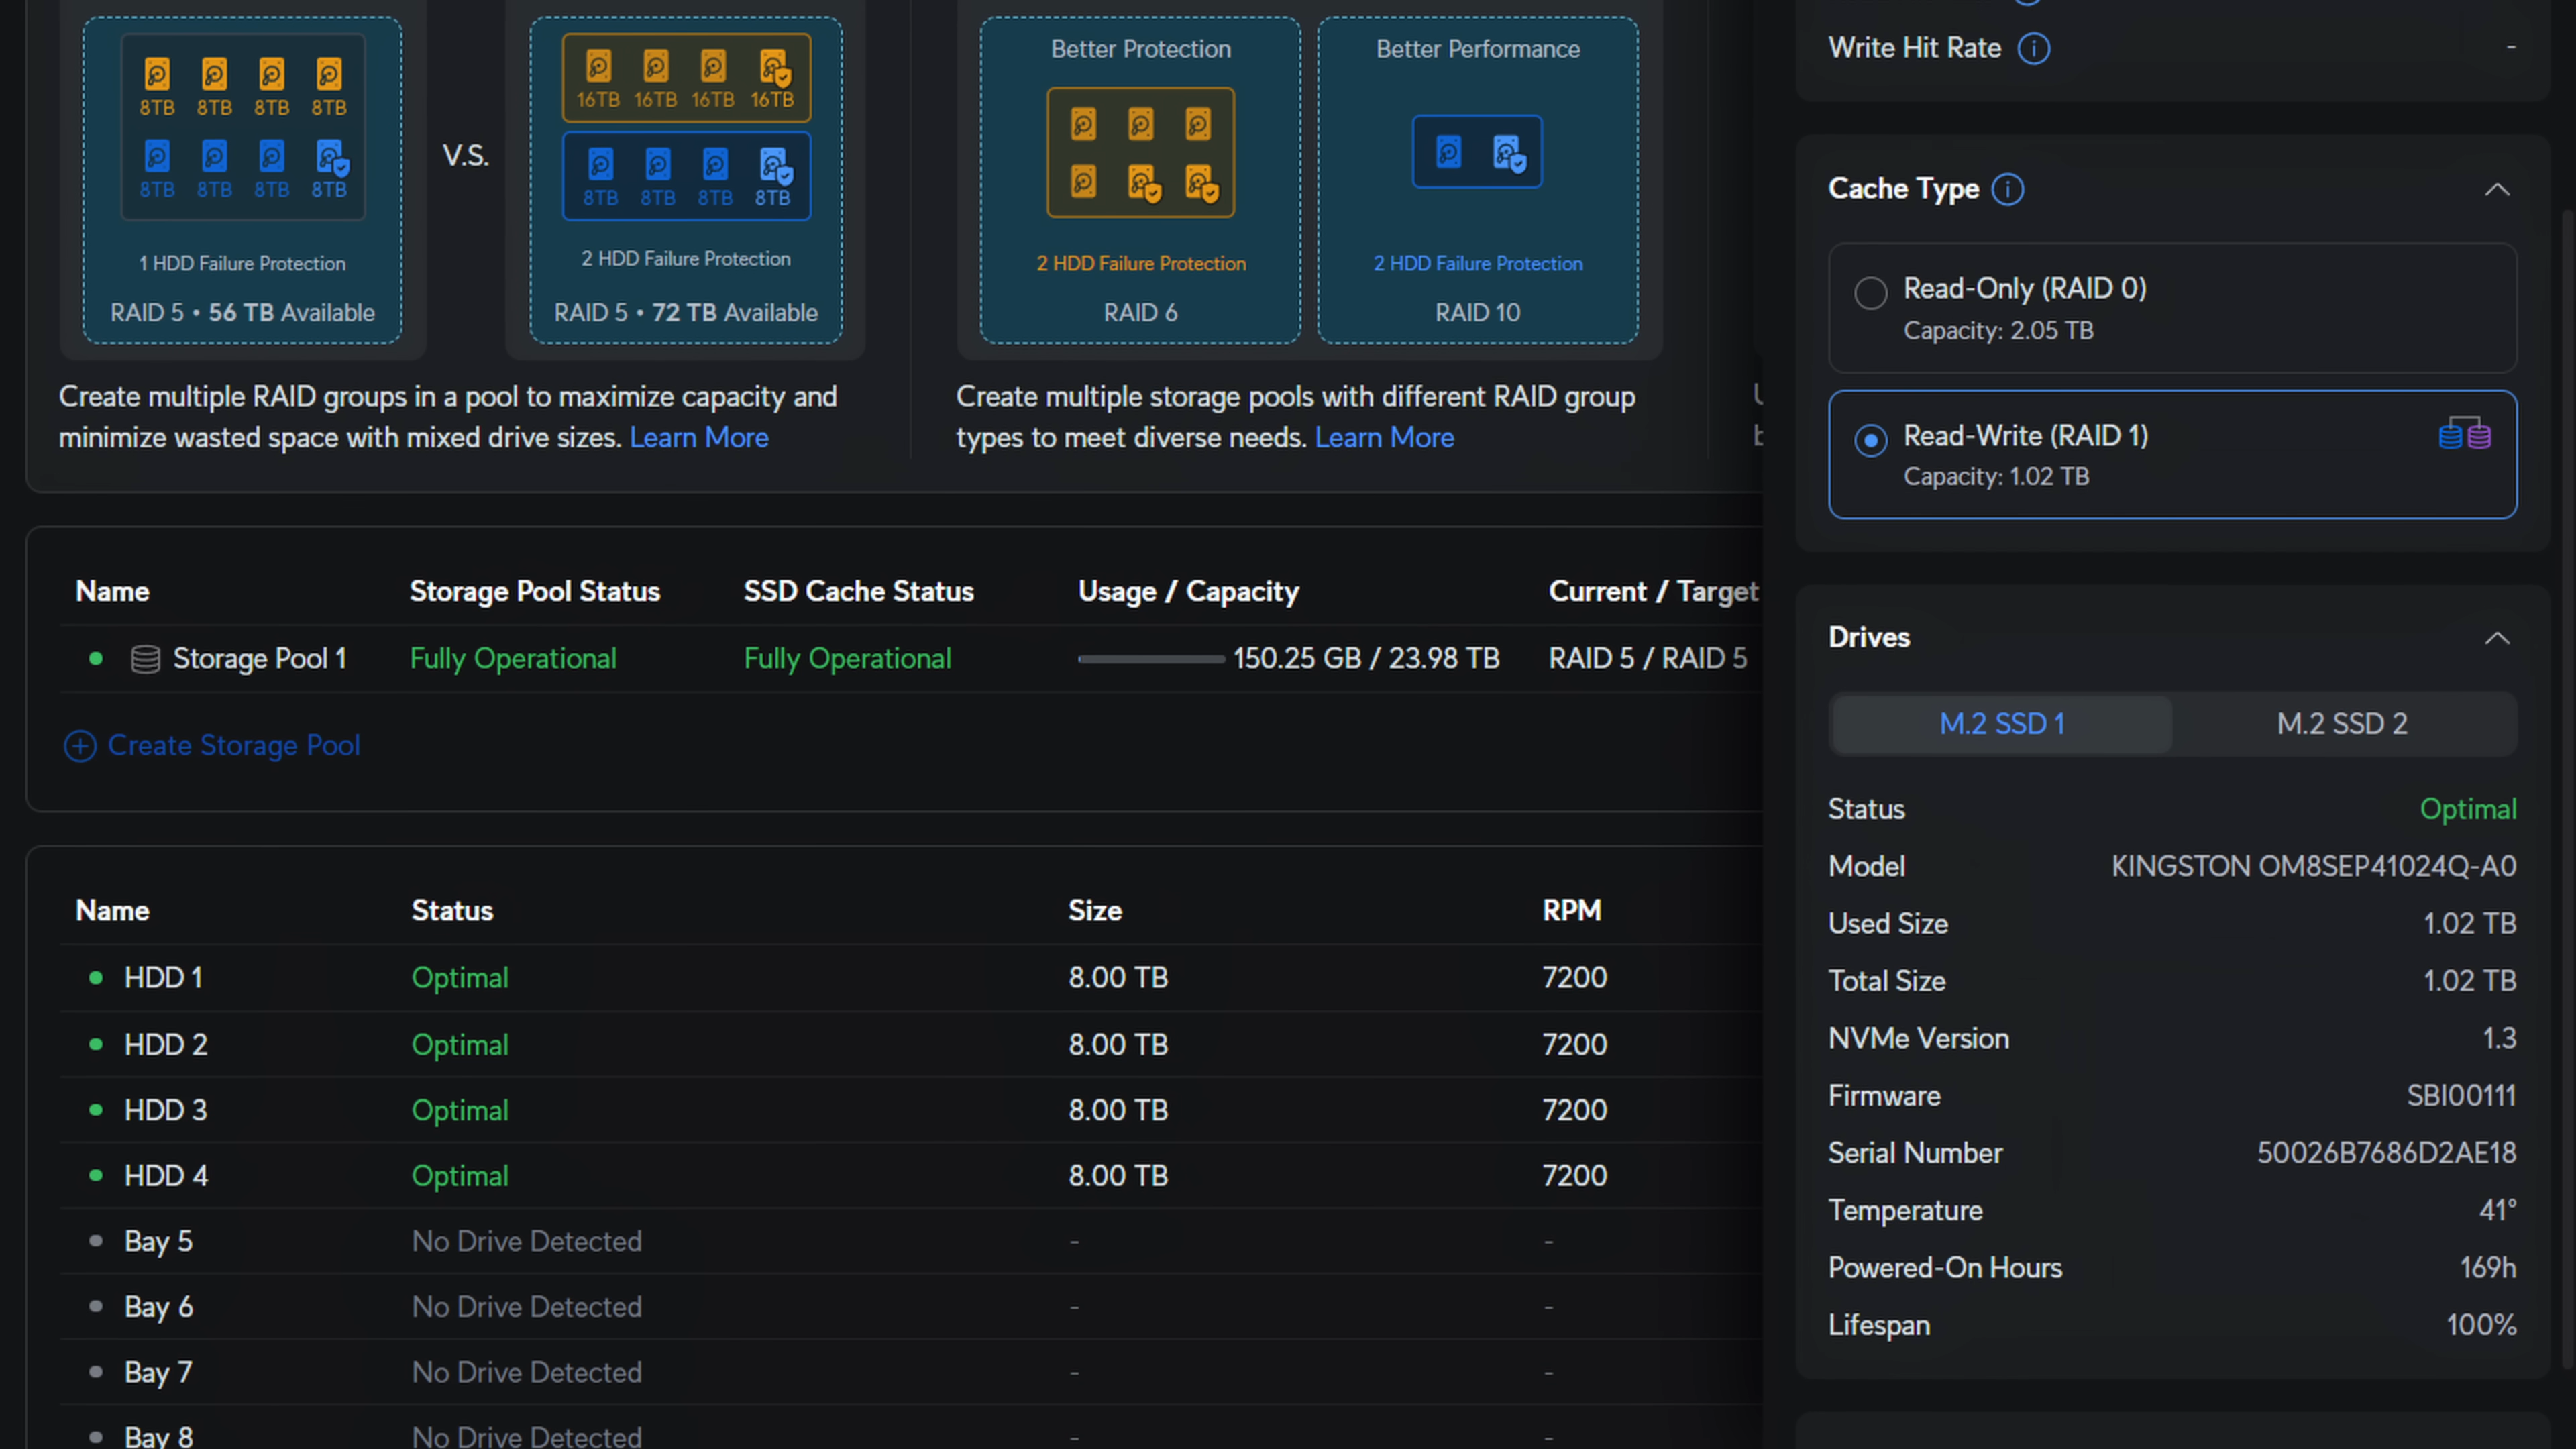 8TB 8TB 8TB 8TB
8TB 8TB 8TB 8TB
1 HDD Failure Protection
RAID 5 • 56 TB Available
V.S.
16TB 16TB 16TB 16TB
8TB 8TB 8TB 8TB
2 HDD Failure Protection
RAID 5 • 72 TB Available
Create multiple RAID groups in a pool to maximize capacity and
minimize wasted space with mixed drive sizes. Learn More
Better Protection
2 HDD Failure Protection
RAID 6
Better Performance
2 HDD Failure Protection
RAID 10
Create multiple storage pools with different RAID group
types to meet diverse needs. Learn More
Name Storage Pool Status SSD Cache Status Usage / Capacity Current / Target
Storage Pool 1 Fully Operational Fully Operational 150.25 GB / 23.98 TB RAID 5 / RAID 5
Create Storage Pool
Name Status Size RPM
HDD 1 Optimal 8.00 TB 7200
HDD 2 Optimal 8.00 TB 7200
HDD 3 Optimal 8.00 TB 7200
HDD 4 Optimal 8.00 TB 7200
Bay 5 No Drive Detected - -
Bay 6 No Drive Detected - -
Bay 7 No Drive Detected - -
Bay 8 No Drive Detected - -
Write Hit Rate -
Cache Type
Read-Only (RAID 0)
Capacity: 2.05 TB
Read-Write (RAID 1)
Capacity: 1.02 TB
Drives
M.2 SSD 1 M.2 SSD 2
Status Optimal
Model KINGSTON OM8SEP41024Q-A0
Used Size 1.02 TB
Total Size 1.02 TB
NVMe Version 1.3
Firmware SBI00111
Serial Number 50026B7686D2AE18
Temperature 41°
Powered-On Hours 169h
Lifespan 100%